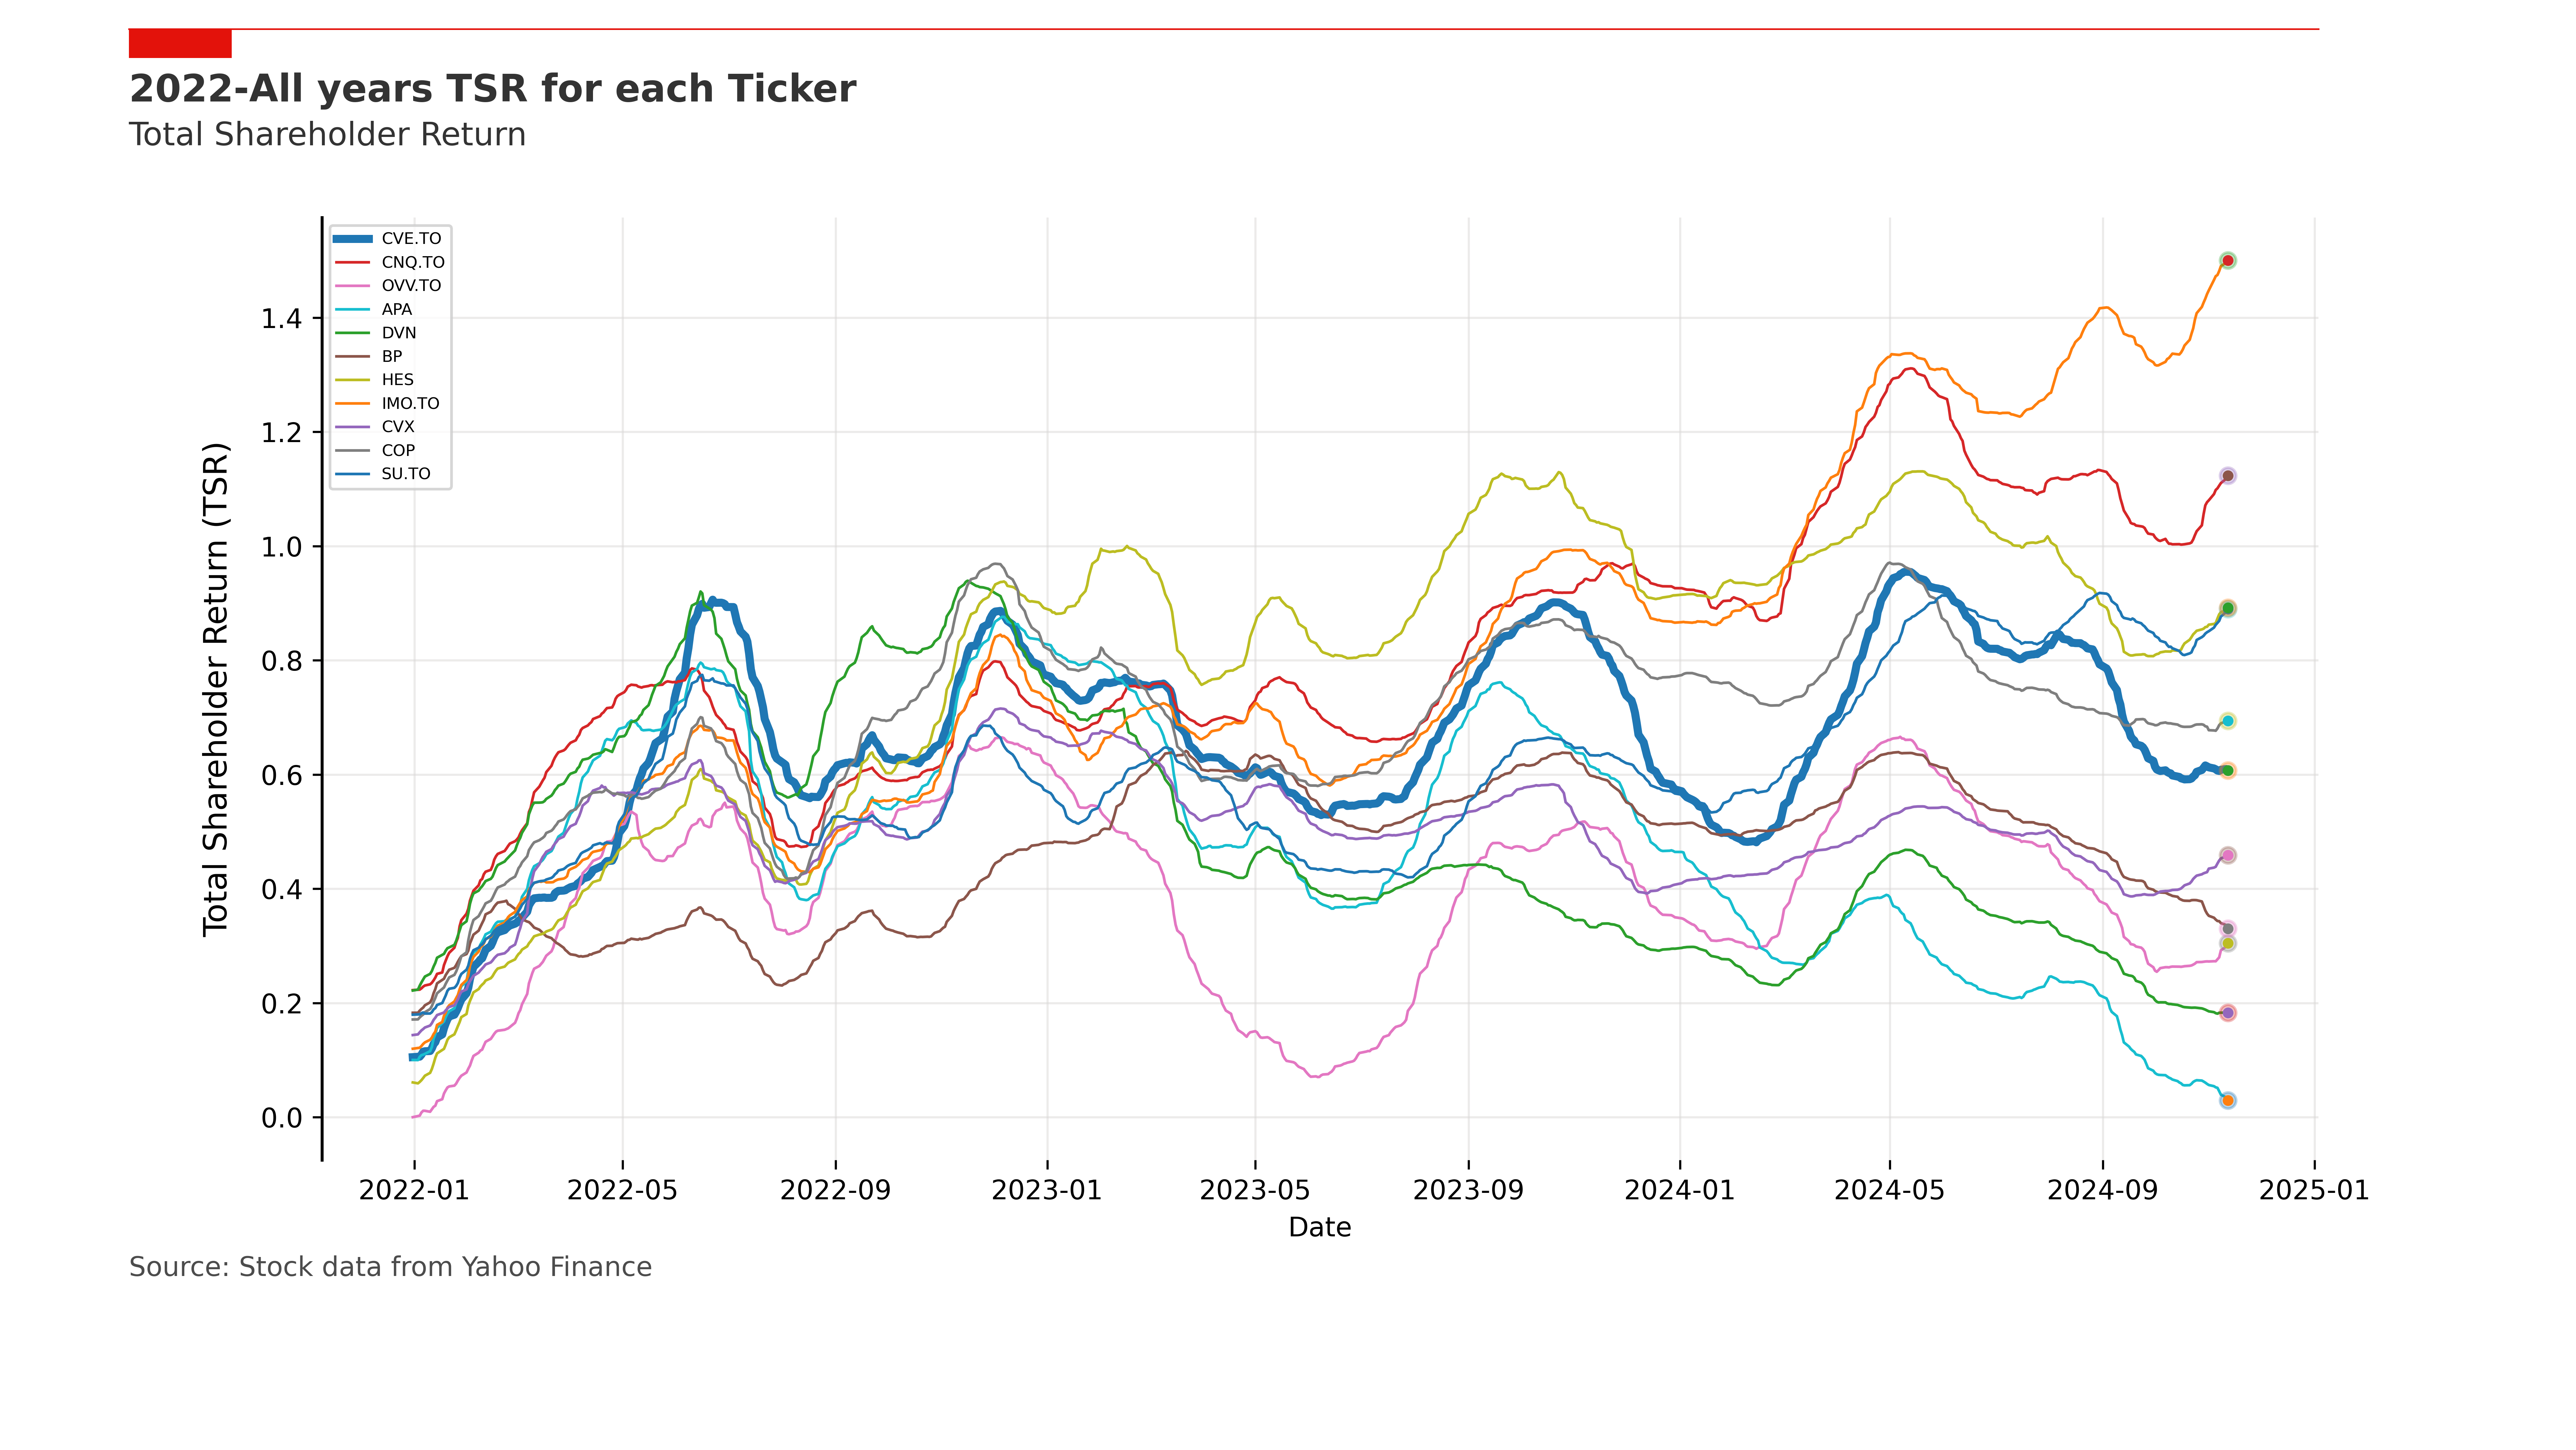 2022-All years TSR for each Ticker
Total Shareholder Return
CVE.TO
CNQ.TO
OVV.TO
APA
DVN
BP
HES
IMO.TO
CVX
COP
SU.TO
Total Shareholder Return (TSR)
1.4
1.2
1.0
0.8
0.6
0.4
0.2
0.0
2022-01 2022-05 2022-09 2023-01 2023-05 2023-09 2024-01 2024-05 2024-09 2025-01
Date
Source: Stock data from Yahoo Finance